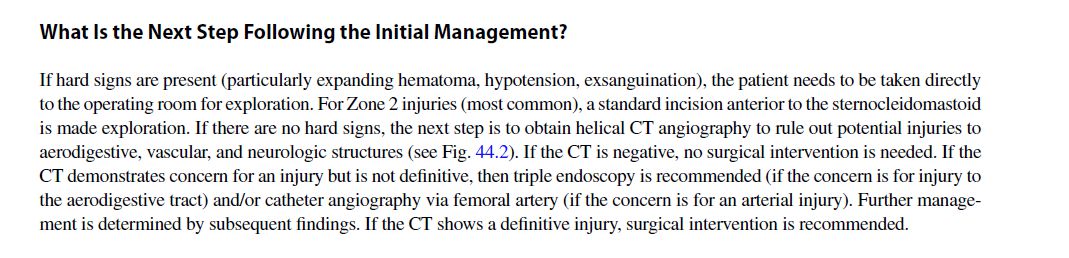 What Is the Next Step Following the Initial Management?
If hard signs are present (particularly expanding hematoma, hypotension, exsanguination), the patient needs to be taken directly
to the operating room for exploration. For Zone 2 injuries (most common), a standard incision anterior to the sternocleidomastoid
is made exploration. If there are no hard signs, the next step is to obtain helical CT angiography to rule out potential injuries to
aerodigestive, vascular, and neurologic structures (see Fig. 44.2). If the CT is negative, no surgical intervention is needed. If the
CT demonstrates concern for an injury but is not definitive, then triple endoscopy is recommended (if the concern is for injury to
the aerodigestive tract) and/or catheter angiography via femoral artery (if the concern is for an arterial injury). Further manage-
ment is determined by subsequent findings. If the CT shows a definitive injury, surgical intervention is recommended.